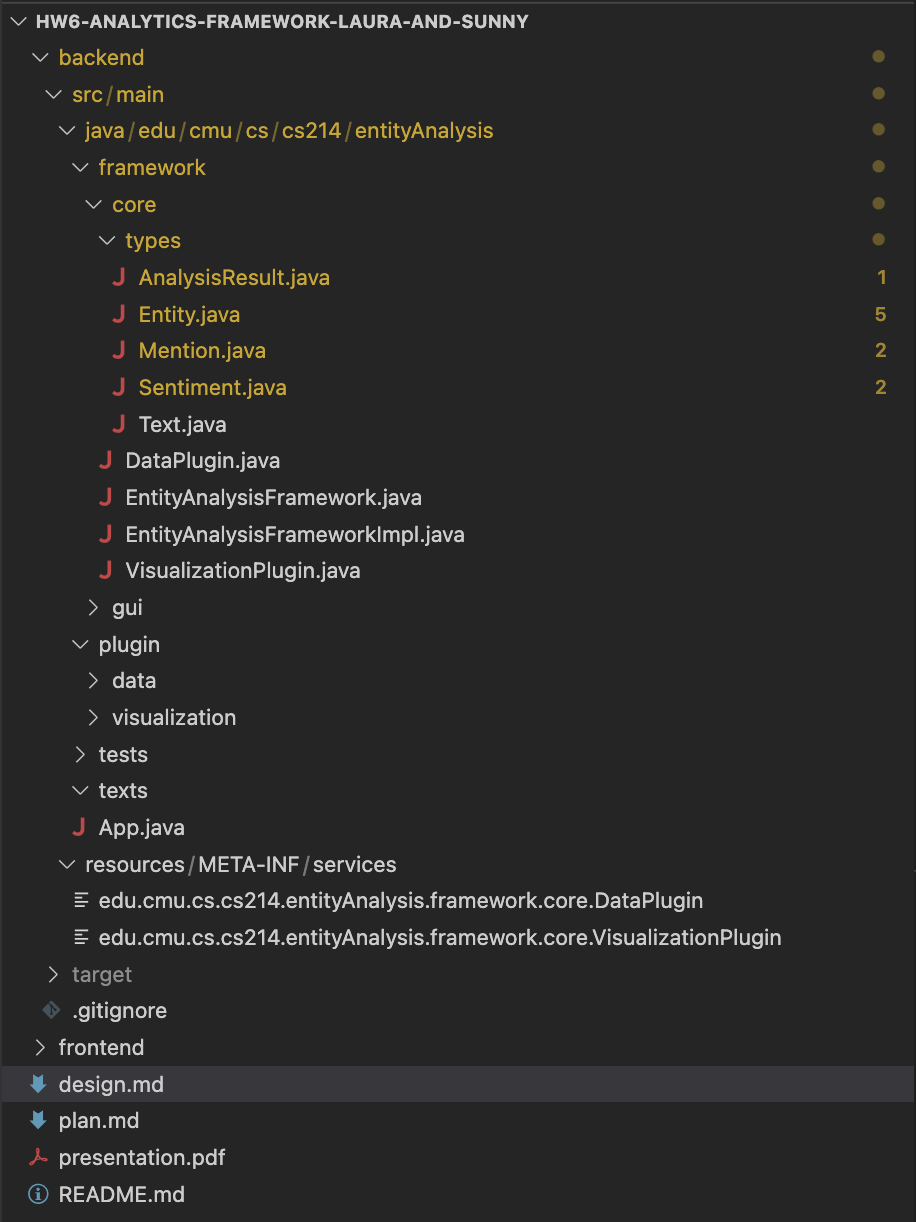 HW6-ANALYTICS-FRAMEWORK-LAURA-AND-SUNNY
backend
src/main
java/edu/cmu/cs/cs214/entityAnalysis
framework
core
types
J AnalysisResult.java 1
J Entity.java 5
J Mention.java 2
J Sentiment.java 2
J Text.java
J DataPlugin.java
J EntityAnalysisFramework.java
J EntityAnalysisFrameworkImpl.java
J VisualizationPlugin.java
gui
plugin
data
visualization
tests
texts
J App.java
resources/META-INF/services
edu.cmu.cs.cs214.entityAnalysis.framework.core.DataPlugin
edu.cmu.cs.cs214.entityAnalysis.framework.core.VisualizationPlugin
target
.gitignore
frontend
design.md
plan.md
presentation.pdf
README.md